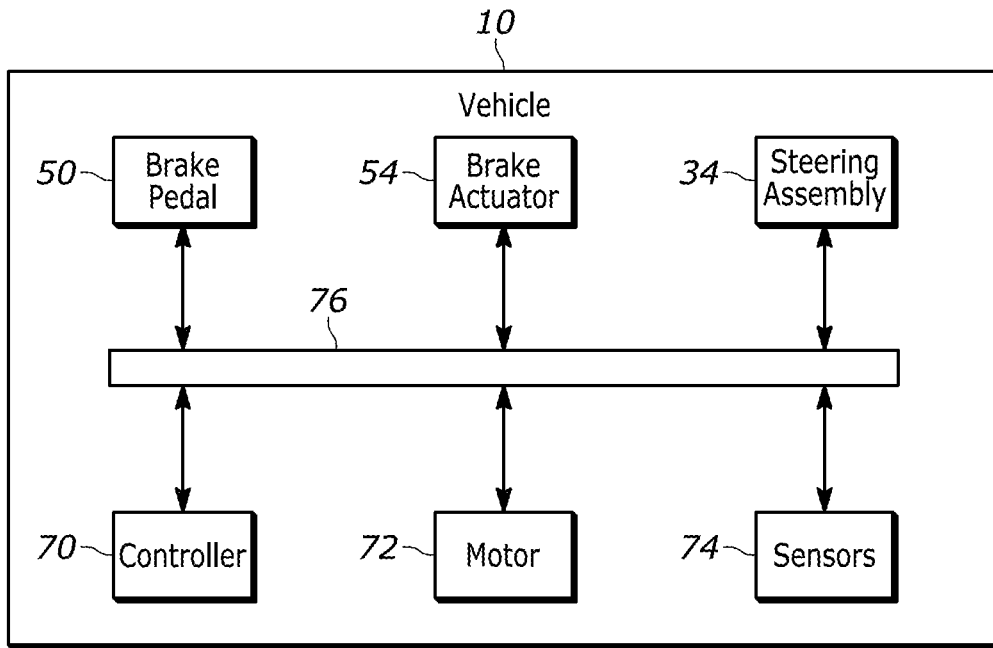 10
Vehicle
50
Brake
Pedal
54
Brake
Actuator
34
Steering
Assembly
76
70
Controller
72
Motor
74
Sensors